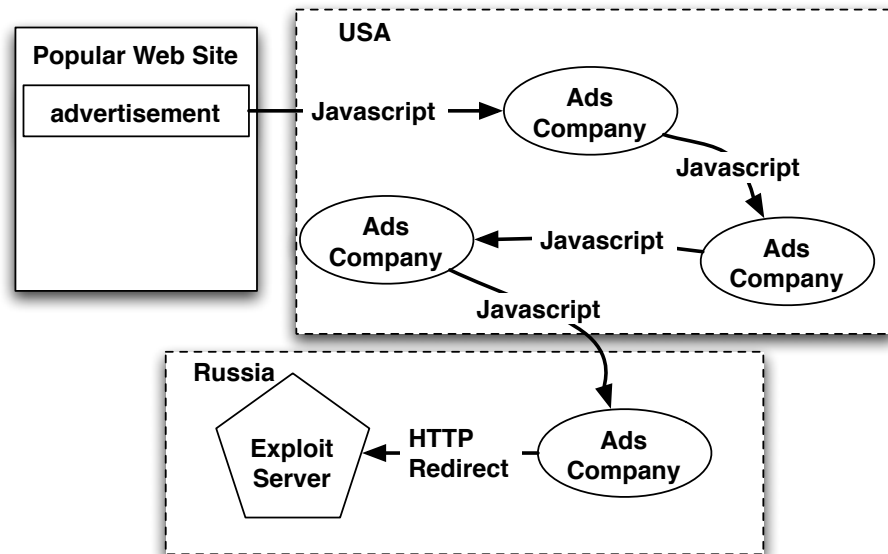 Popular Web Site
advertisement
USA
Javascript
Ads
Company
Javascript
Ads
Company
Javascript
Ads
Company
Javascript
Russia
Ads
Company
HTTP
Redirect
Exploit
Server